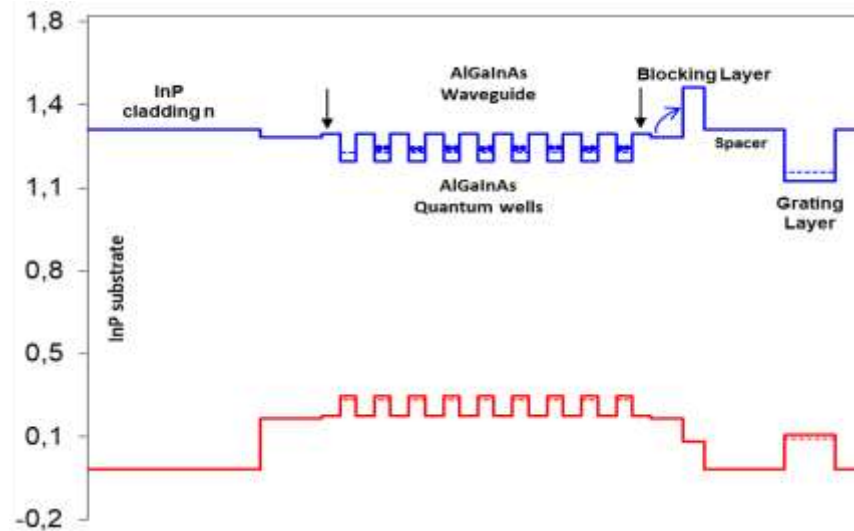 1,8
1,4
1,1
0,8
0,5
0,1
-0,2
InP substrate
InP
cladding n
AlGaInAs
Waveguide
AlGaInAs
Quantum wells
Blocking Layer
Spacer
Grating
Layer